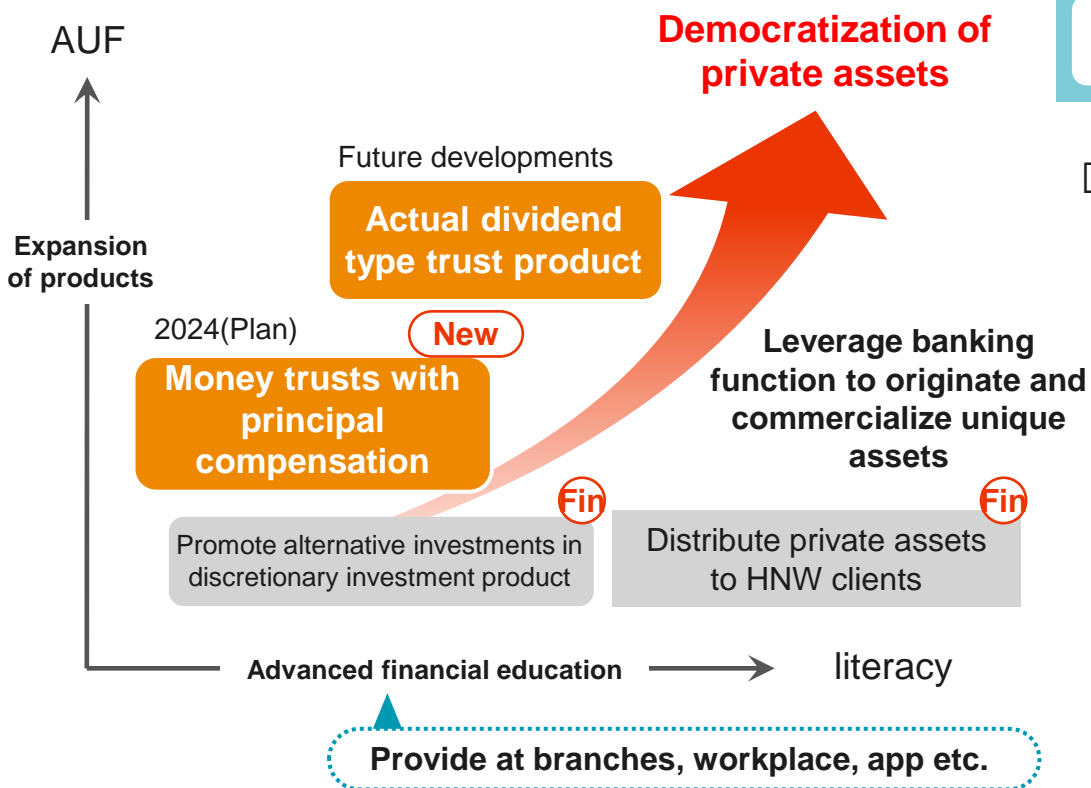 AUF
Democratization of
private assets
Future developments
Actual dividend
type trust product
Expansion
of products
2024(Plan)
New
Money trusts with
principal
compensation
Leverage banking
function to originate and
commercialize unique
assets
Fin
Fin
Promote alternative investments in
discretionary investment product
Distribute private assets
to HNW clients
Advanced financial education
literacy
Provide at branches, workplace, app etc.